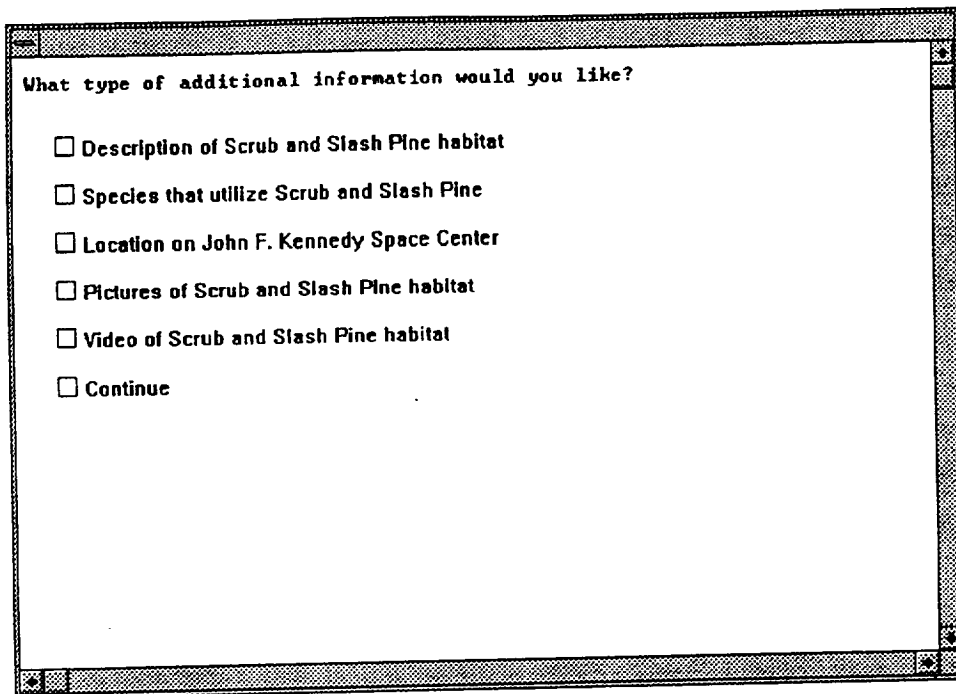 What type of additional information would you like?
Description of Scrub and Slash Pine habitat
Species that utilize Scrub and Slash Pine
Location on John F. Kennedy Space Center
Pictures of Scrub and Slash Pine habitat
Video of Scrub and Slash Pine habitat
Continue